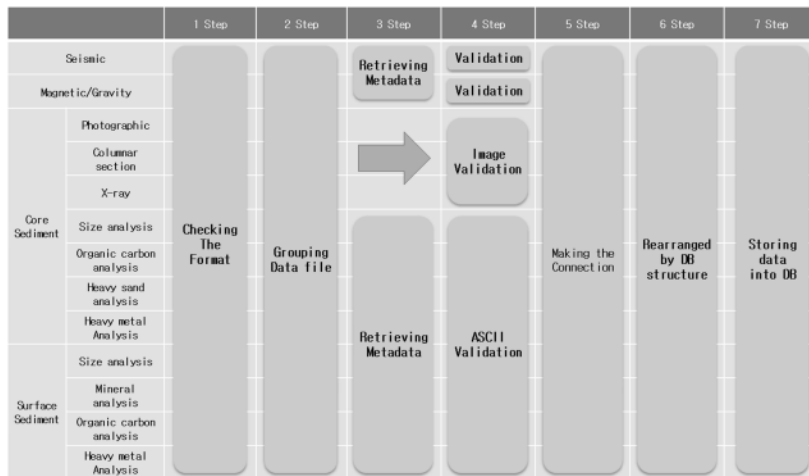 1 Step 2 Step 3 Step 4 Step 5 Step 6 Step 7 Step
Seismic
Magnetic/Gravity
Core
Sediment
Photographic
Columnar
section
X-ray
Size analysis
Organic carbon
analysis
Heavy sand
analysis
Heavy metal
Analysis
Surface
Sediment
Size analysis
Mineral
analysis
Organic carbon
analysis
Heavy metal
Analysis
Checking
The
Format
Grouping
Data file
Retrieving
Metadata
Retrieving
Metadata
Validation
Validation
Image
Validation
ASCII
Validation
Making the
Connection
Rearranged
by DB
structure
Storing
data
into DB